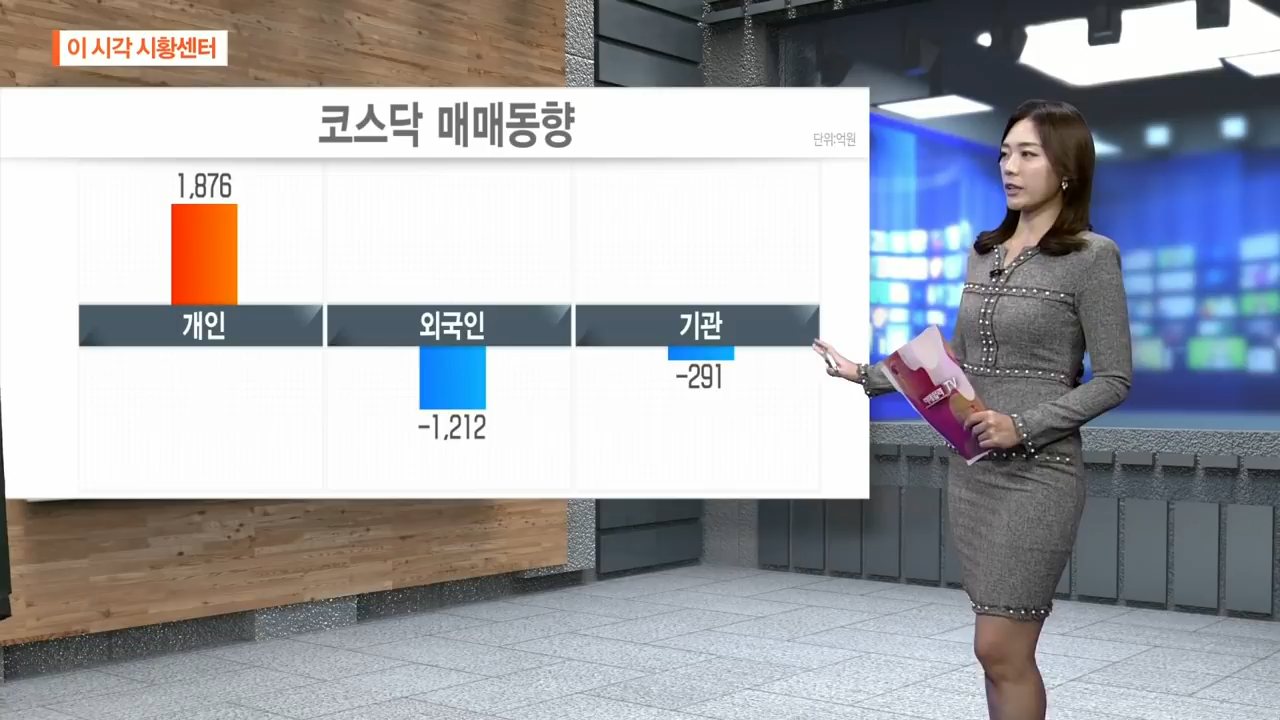 이 시각 시황센터
코스닥 매매동향
단위:억원
1,876
개인
외국인
기관
-1,212
-291
TV